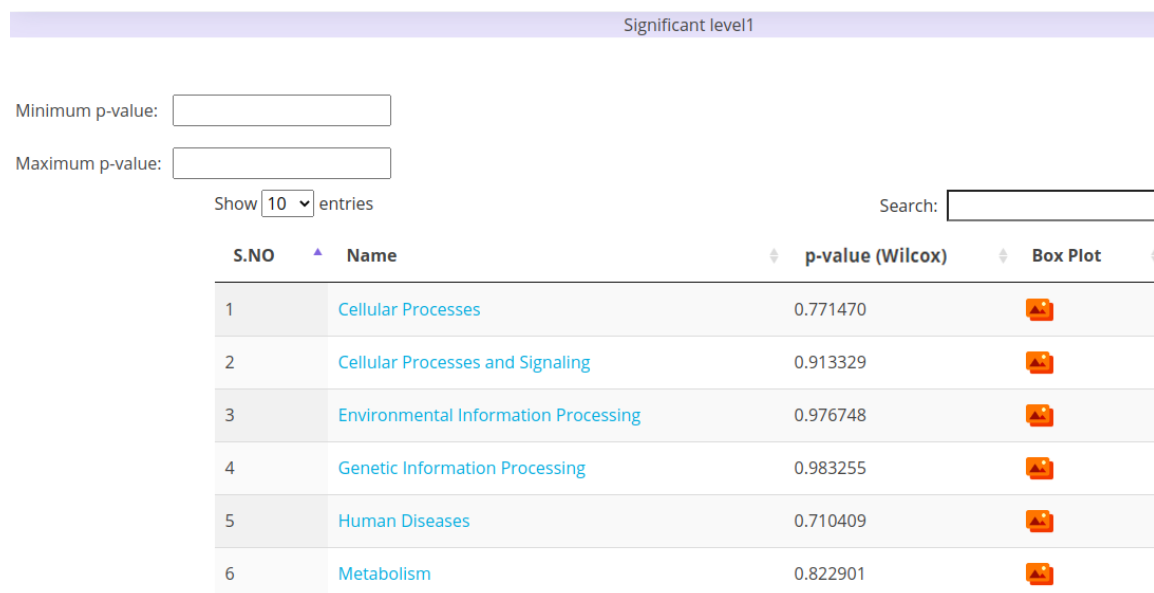 Significant level1
Minimum p-value:
Maximum p-value:
Show 10 entries Search:
S.NO Name p-value (Wilcox) Box Plot
1 Cellular Processes 0.771470
2 Cellular Processes and Signaling 0.913329
3 Environmental Information Processing 0.976748
4 Genetic Information Processing 0.983255
5 Human Diseases 0.710409
6 Metabolism 0.822901